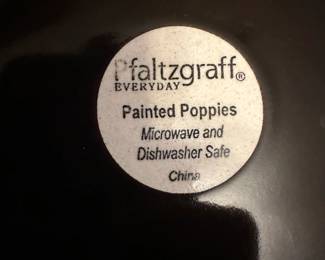 Pfaltzgraff®
EVERYDAY
Painted Poppies
Microwave and
Dishwasher Safe
China